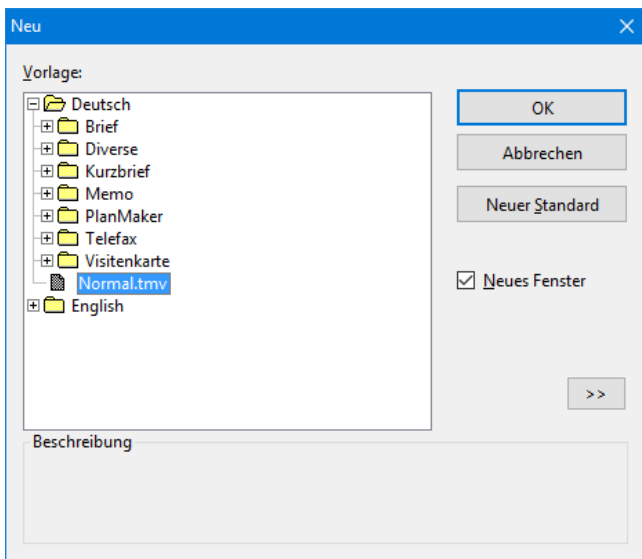 Neu
Vorlage:
Deutsch
Brief
Diverse
Kurzbrief
Memo
PlanMaker
Telefax
Visitenkarte
Normal.tmv
English
OK
Abbrechen
Neuer Standard
Neues Fenster
>>
Beschreibung